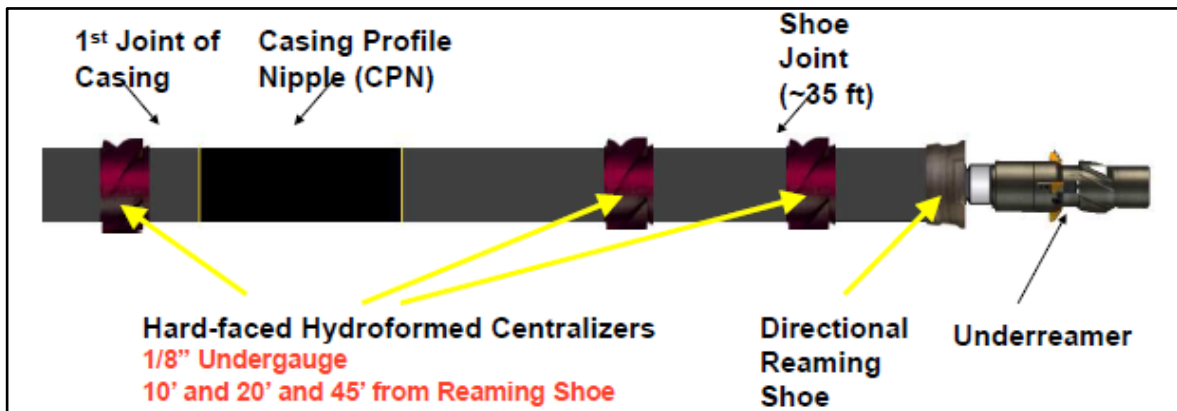 1st Joint of
Casing
Casing Profile
Nipple (CPN)
Shoe
Joint
(~35 ft)
Hard-faced Hydroformed Centralizers
1/8” Undergauge
10’ and 20’ and 45’ from Reaming Shoe
Directional
Reaming
Shoe
Underreamer